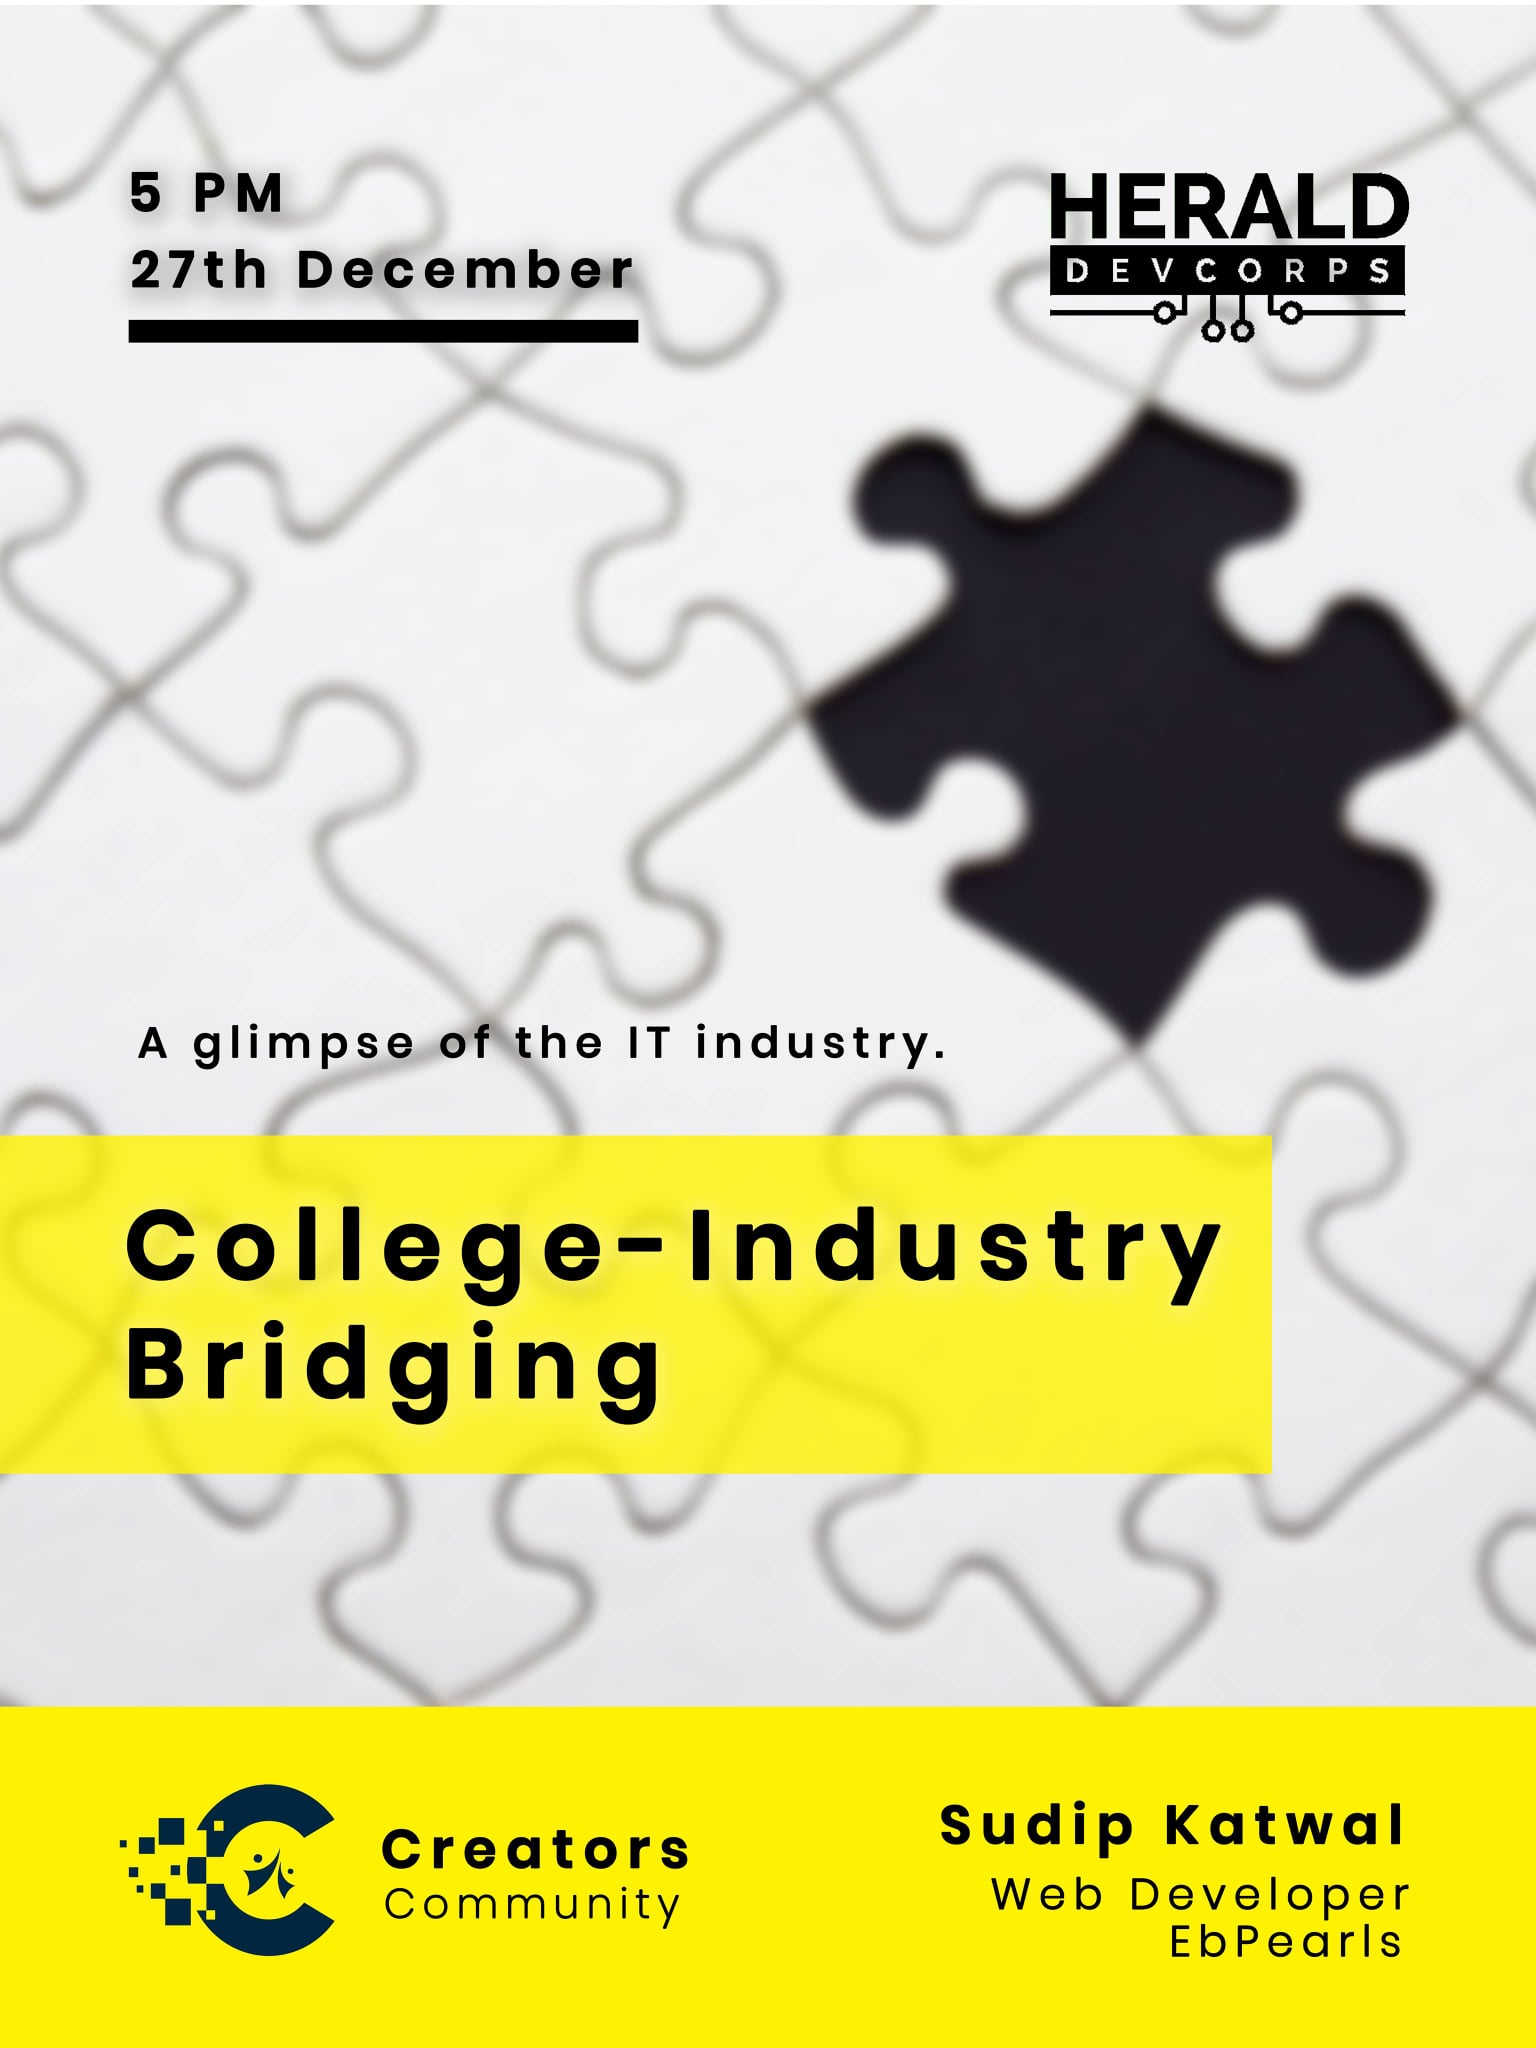 5 PM
27th December
HERALD
DEVCORPS
A glimpse of the IT industry.
College-Industry
Bridging
Creators
Community
Sudip Katwal
Web Developer
EbPearls